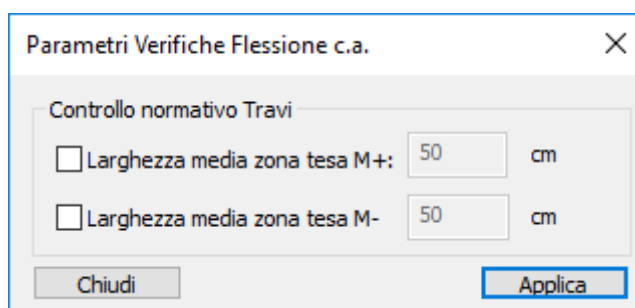 Parametri Verifiche Flessione c.a.
Controllo normativo Travi
Larghezza media zona tesa M+: 50 cm
Larghezza media zona tesa M- 50 cm
Chiudi Applica